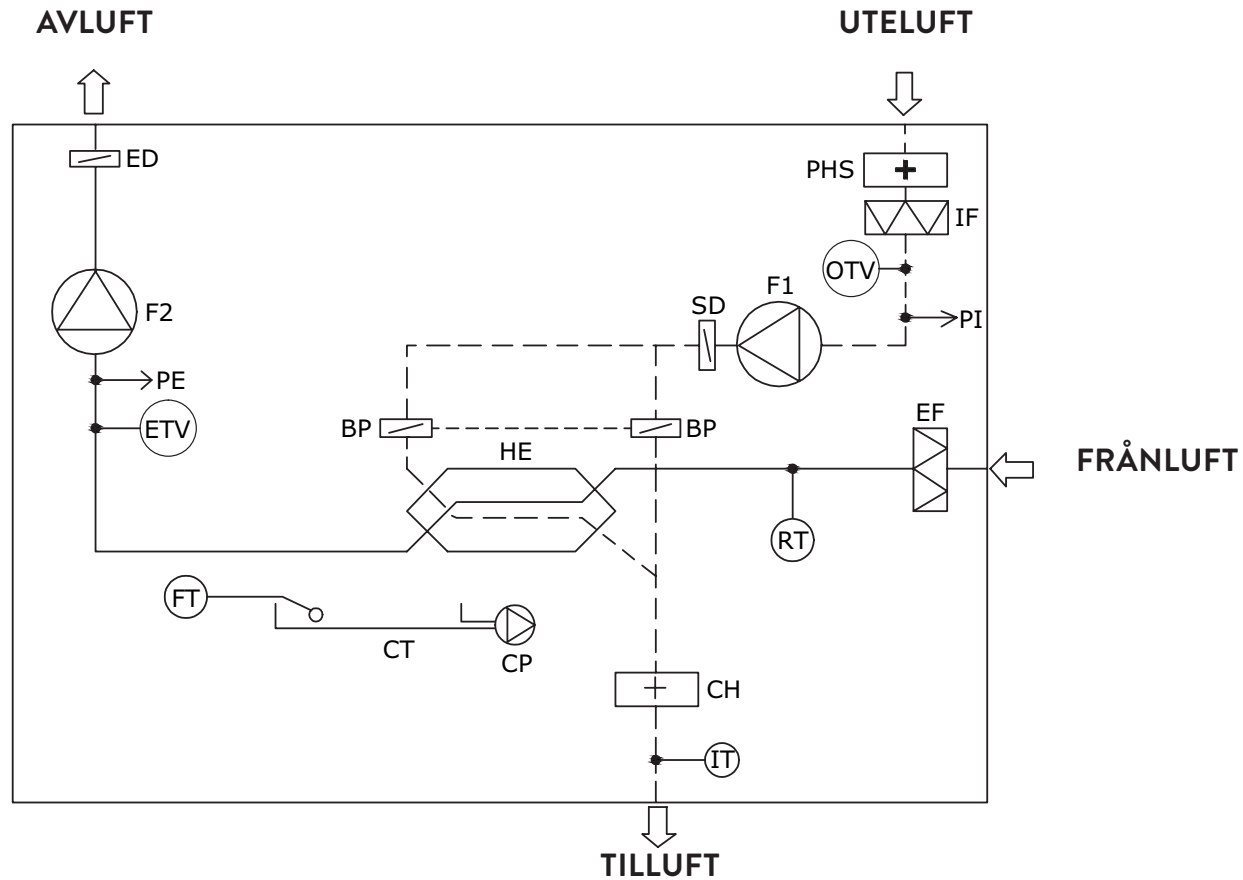 AVLUFT
UTELUFT
ED
PHS
IF
OTV
F1
F2
SD
PI
PE
EF
ETV
BP
BP
HE
FRÅNLUFT
RT
FT
CT
CP
CH
IT
TILLUFT